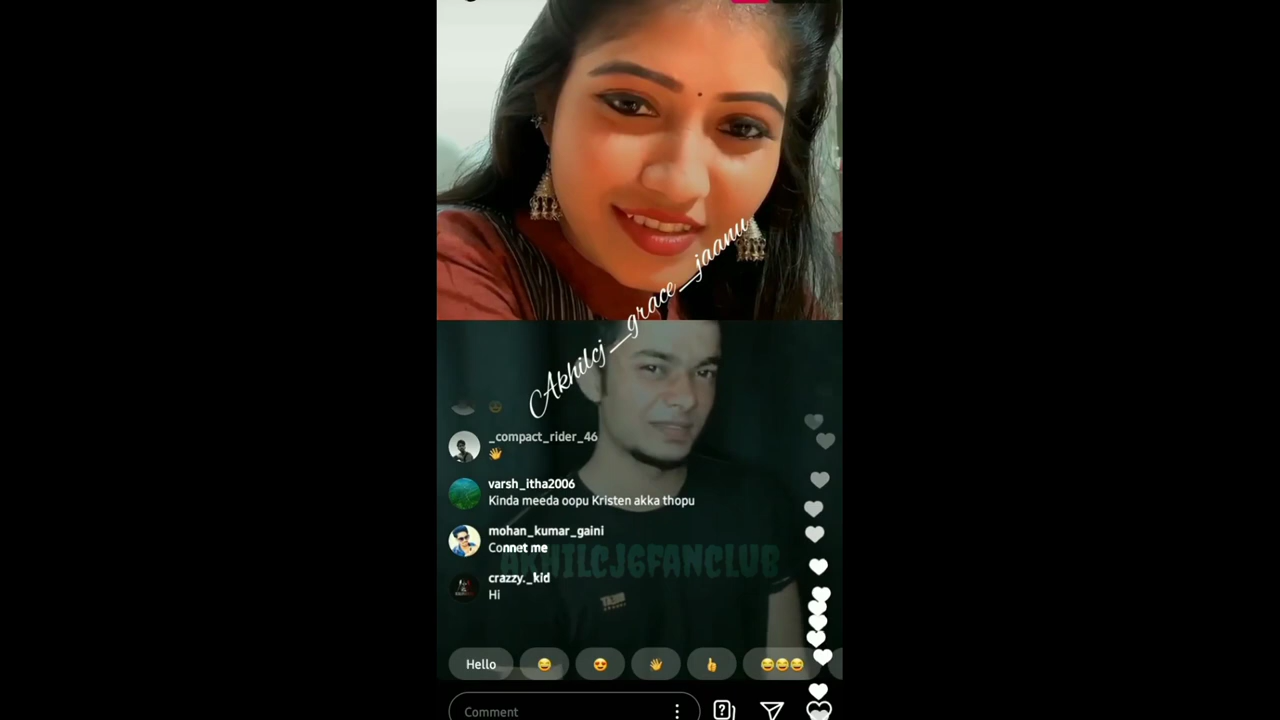 Akhilcj__grace__jaanu
_compact_rider_46
👋
varsh_itha2006
Kinda meeda oopu Kristen akka thopu
mohan_kumar_gaini
Connet me
AKHILCJ6FANCLUB
crazzy._kid
Hi
Hello 😂 😍 👋 👍 😂😂😂
Comment